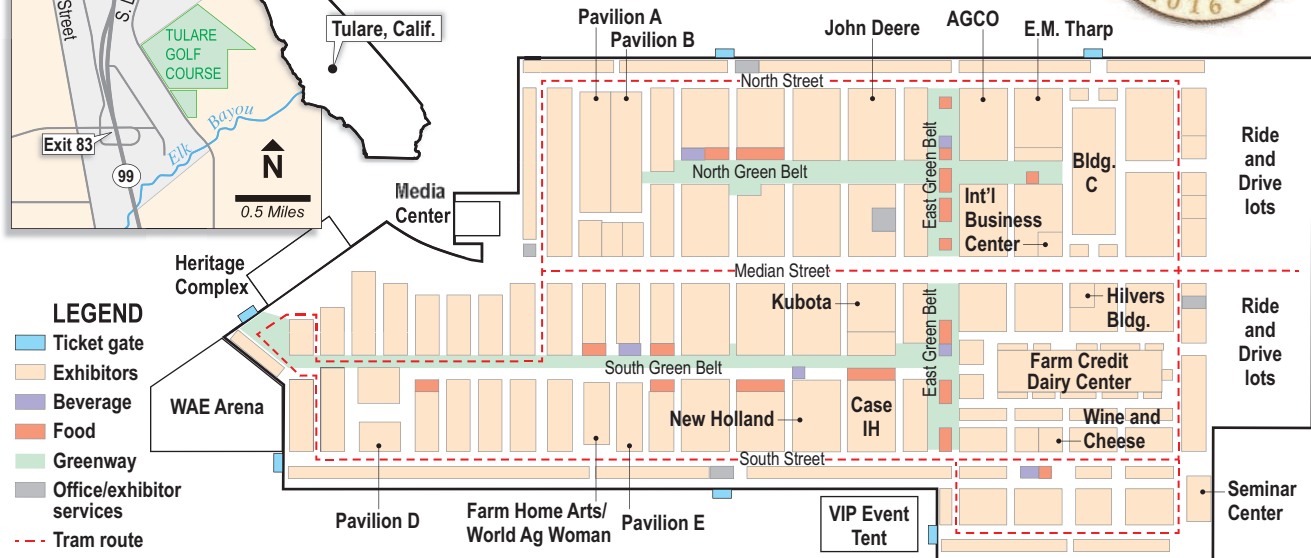 Street
S. L
TULARE
GOLF
COURSE
Elk Bayou
Exit 83
99
N
0.5 Miles
Tulare, Calif.
2016
Pavilion A
Pavilion B
John Deere
AGCO
E.M. Tharp
North Street
North Green Belt
East Green Belt
Bldg.
C
Int'l
Business
Center
Ride
and
Drive
lots
Media
Center
Heritage
Complex
Median Street
Kubota
East Green Belt
Hilvers
Bldg.
Ride
and
Drive
lots
South Green Belt
Farm Credit
Dairy Center
WAE Arena
New Holland
Case
IH
Wine and
Cheese
South Street
Pavilion D
Farm Home Arts/
World Ag Woman
Pavilion E
VIP Event
Tent
Seminar
Center
LEGEND
Ticket gate
Exhibitors
Beverage
Food
Greenway
Office/exhibitor
services
Tram route